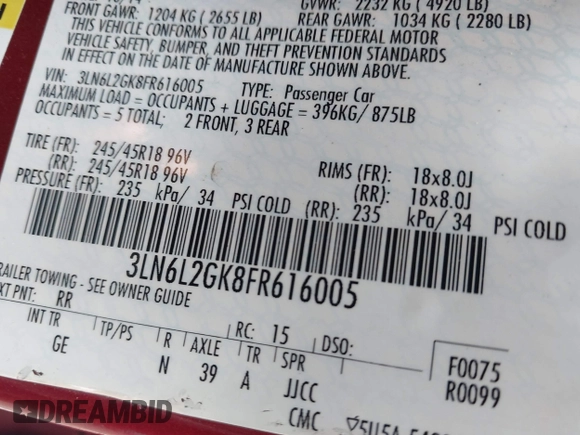 GVWR: 2232 KG ( 4920 LB)
FRONT GAWR: 1204 KG ( 2655 LB) REAR GAWR: 1034 KG ( 2280 LB)
THIS VEHICLE CONFORMS TO ALL APPLICABLE FEDERAL MOTOR
VEHICLE SAFETY, BUMPER, AND THEFT PREVENTION STANDARDS
IN EFFECT ON THE DATE OF MANUFACTURE SHOWN ABOVE.
VIN: 3LN6L2GK8FR616005 TYPE: Passenger Car
MAXIMUM LOAD = OCCUPANTS + LUGGAGE = 396KG/ 875LB
OCCUPANTS = 5 TOTAL; 2 FRONT, 3 REAR
TIRE (FR): 245/45R18 96V RIMS (FR): 18x8.0J
(RR): 245/45R18 96V (RR): 18x8.0J
PRESSURE (FR): 235 kPa/ 34 PSI COLD (RR): 235 kPa/ 34 PSI COLD
3LN6L2GK8FR616005
RAILER TOWING - SEE OWNER GUIDE
XT PNT: RR RC: 15 DSO:
INT TR TP/PS R AXLE TR SPR F0075
GE N 39 A JJCC R0099
CMC
DREAMBID